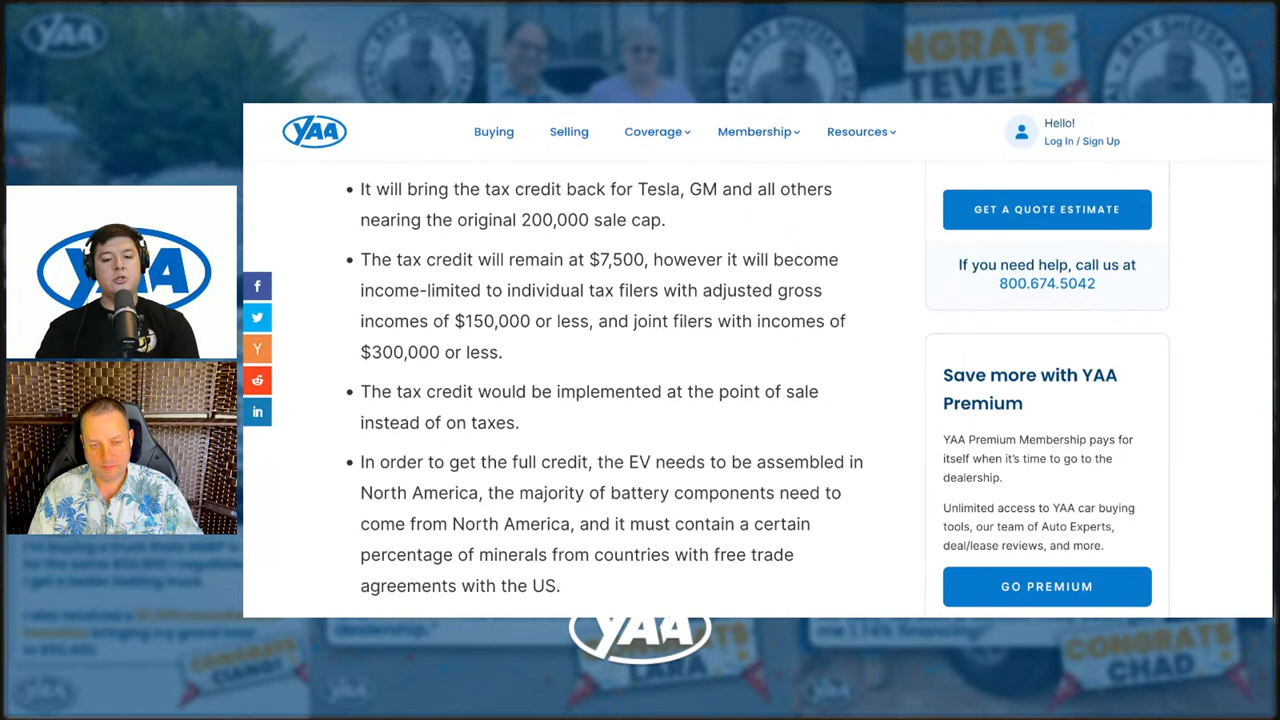 YAA
BAY SHEFSKA
CONGRATS
STEVE!
YAA
Buying
Selling
Coverage
Membership
Resources
Hello!
Log In / Sign Up
It will bring the tax credit back for Tesla, GM and all others
nearing the original 200,000 sale cap.
The tax credit will remain at $7,500, however it will become
income-limited to individual tax filers with adjusted gross
incomes of $150,000 or less, and joint filers with incomes of
$300,000 or less.
The tax credit would be implemented at the point of sale
instead of on taxes.
In order to get the full credit, the EV needs to be assembled in
North America, the majority of battery components need to
come from North America, and it must contain a certain
percentage of minerals from countries with free trade
agreements with the US.
GET A QUOTE ESTIMATE
If you need help, call us at
800.674.5042
Save more with YAA
Premium
YAA Premium Membership pays for
itself when it's time to go to the
dealership.
Unlimited access to YAA car buying
tools, our team of Auto Experts,
deal/lease reviews, and more.
GO PREMIUM
f
Y
in
YAA
YAA
dealership."
CONGRATS
CHAD